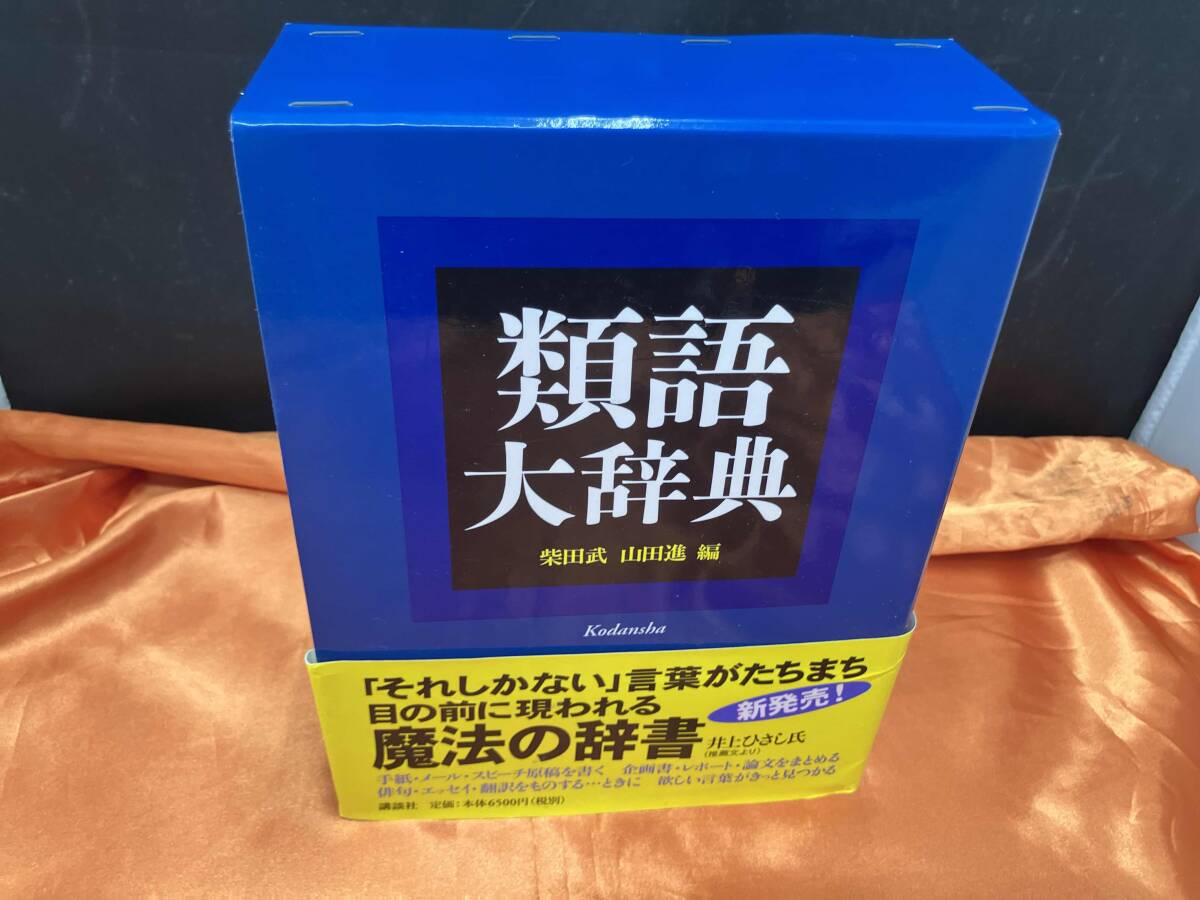 類語
大辞典
柴田武 山田進 編
Kodansha
「それしかない」言葉がたちまち
目の前に現われる
新発売!
魔法の辞書 井上ひさし氏
(推薦文より)
手紙・メール・スピーチ原稿を書く 企画書・レポート・論文をまとめる
俳句・エッセイ・翻訳をものする…ときに 欲しい言葉がきっと見つかる
講談社 定価:本体6500円(税別)